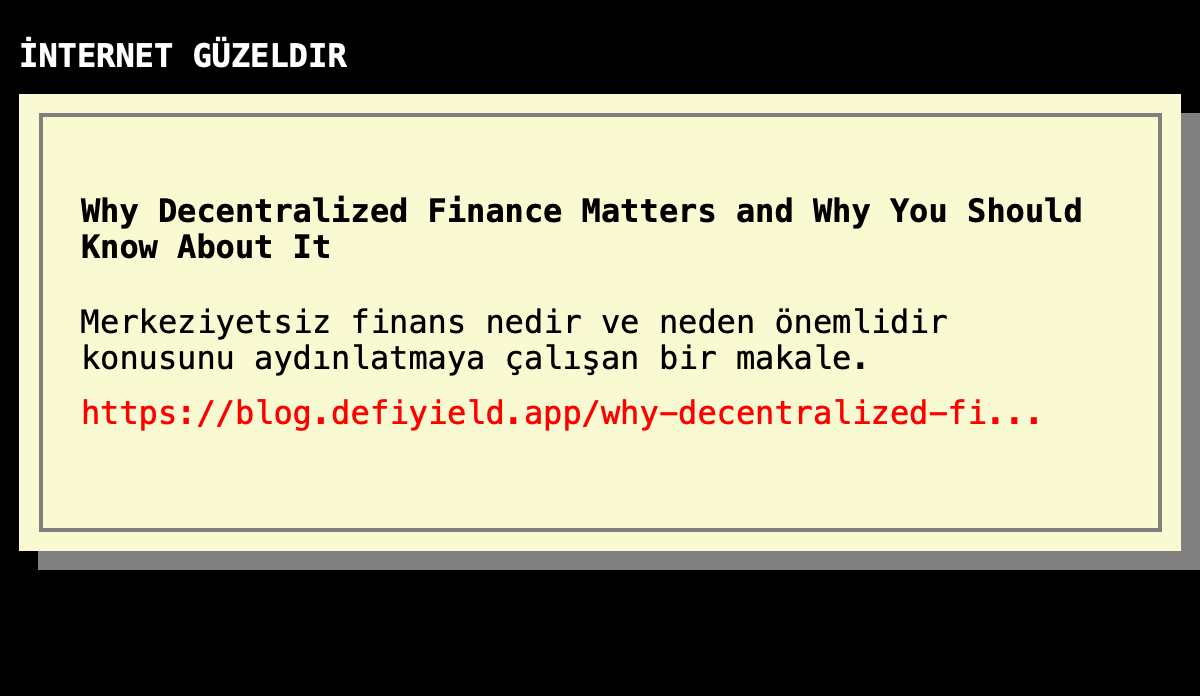 İNTERNET GÜZELDIR
Why Decentralized Finance Matters and Why You Should
Know About It
Merkeziyetsiz finans nedir ve neden önemlidir
konusunu aydınlatmaya çalışan bir makale.
https://blog.defiyield.app/why-decentralized-fi...